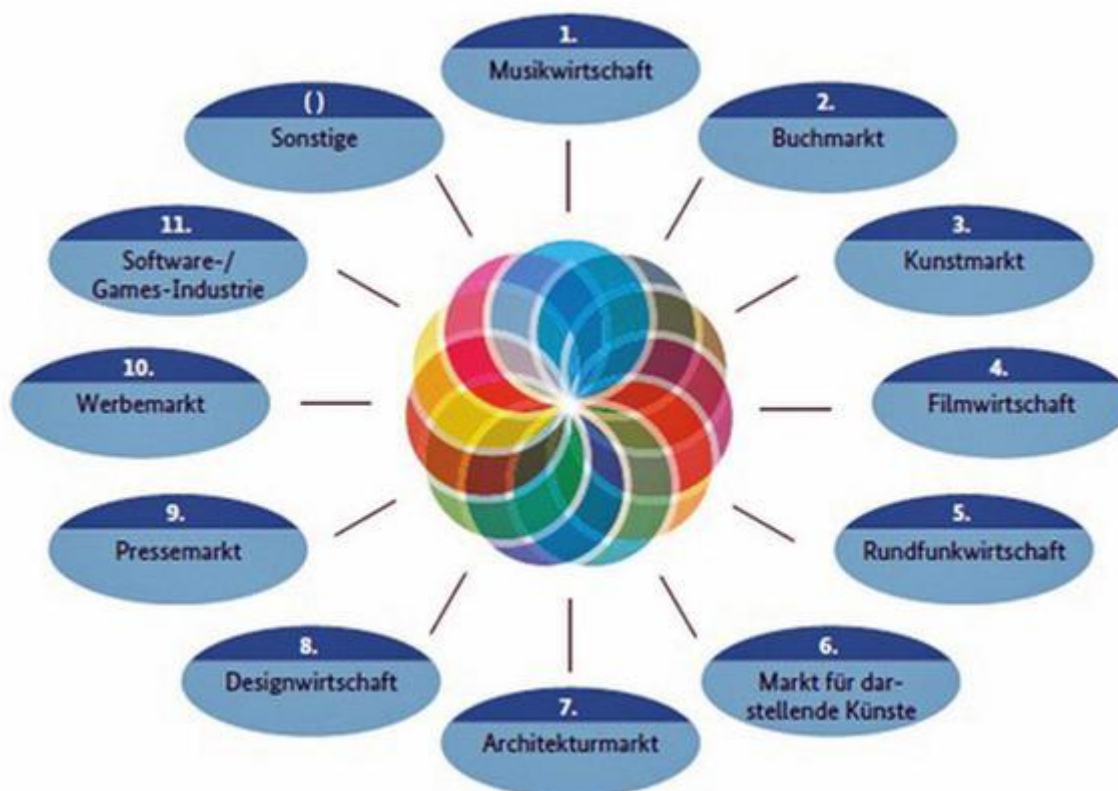 1.
Musikwirtschaft
2.
Buchmarkt
3.
Kunstmarkt
4.
Filmwirtschaft
5.
Rundfunkwirtschaft
6.
Markt für dar-
stellende Künste
7.
Architekturmarkt
8.
Designwirtschaft
9.
Pressemarkt
10.
Werbemarkt
11.
Software-/
Games-Industrie
( )
Sonstige